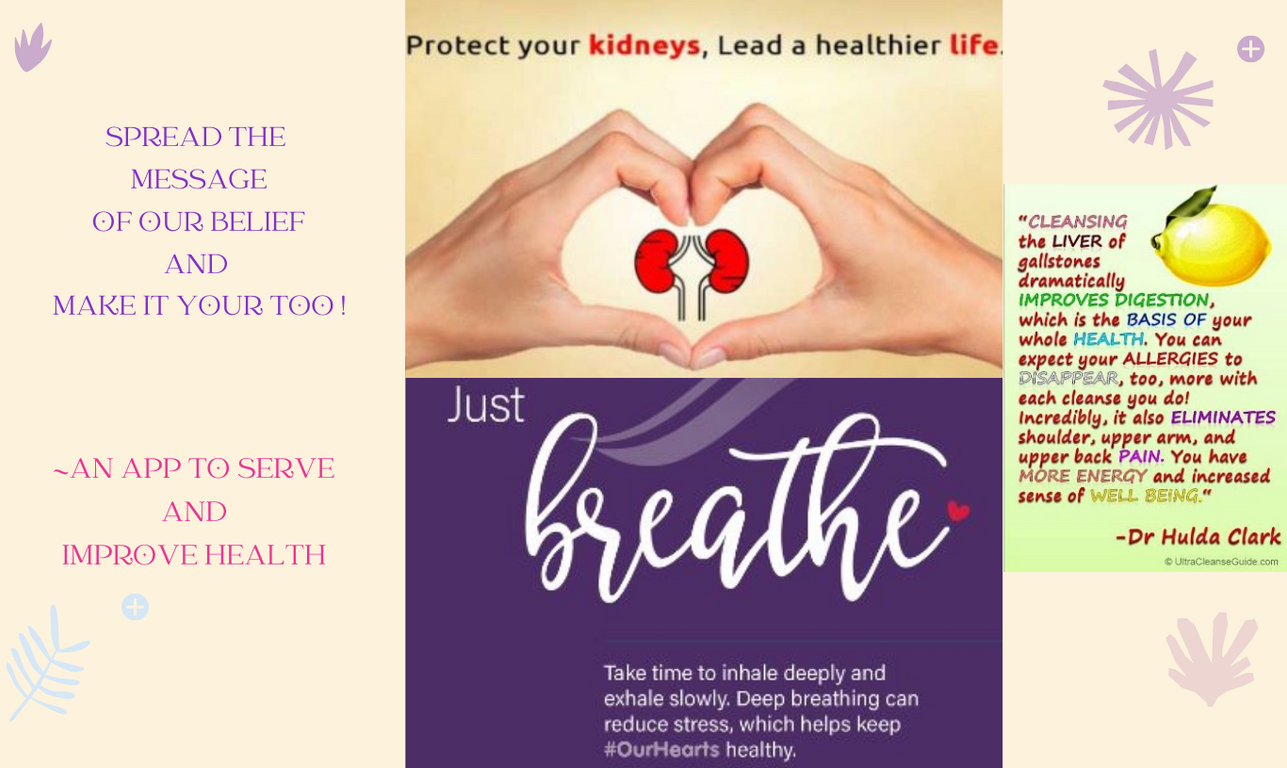 SPREAD THE
MESSAGE
OF OUR BELIEF
AND
MAKE IT YOUR TOO !
~AN APP TO SERVE
AND
IMPROVE HEALTH
Protect your kidneys, Lead a healthier life.
Just
breathe
Take time to inhale deeply and
exhale slowly. Deep breathing can
reduce stress, which helps keep
#OurHearts healthy.
"CLEANSING
the LIVER of
gallstones
dramatically
IMPROVES DIGESTION,
which is the BASIS OF your
whole HEALTH. You can
expect your ALLERGIES to
DISAPPEAR, too, more with
each cleanse you do!
Incredibly, it also ELIMINATES
shoulder, upper arm, and
upper back PAIN. You have
MORE ENERGY and increased
sense of WELL BEING."
-Dr Hulda Clark
© UltraCleanseGuide.com